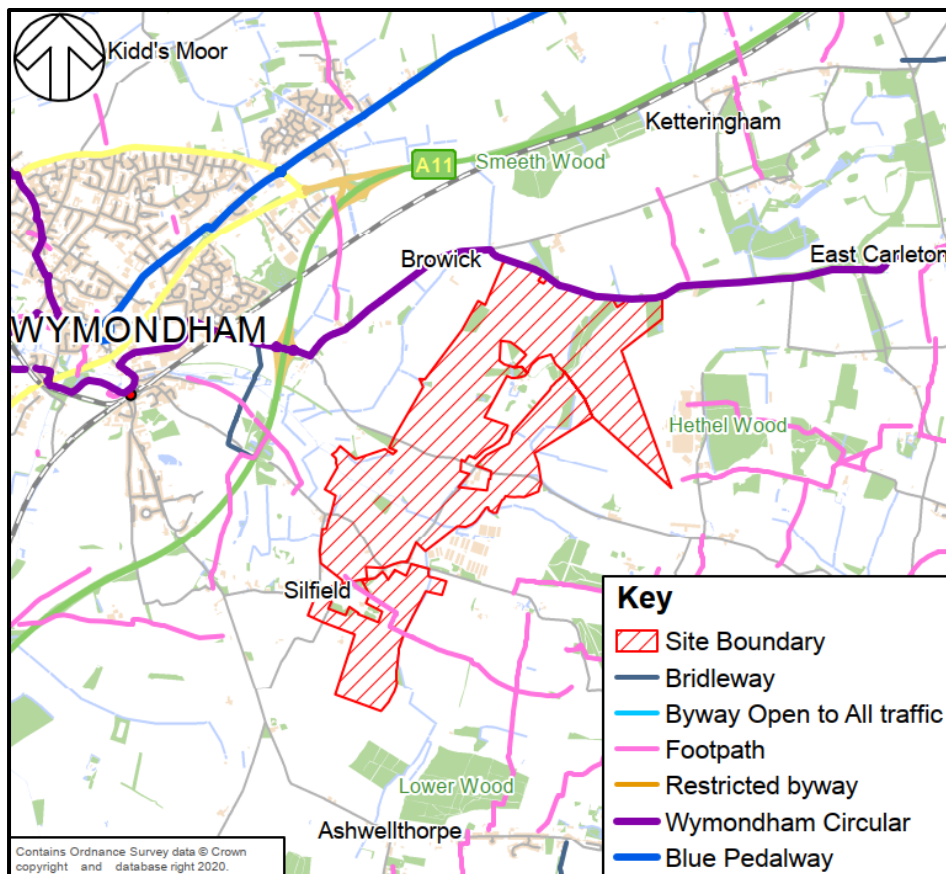 Kidd's Moor
Ketteringham
A11
Smeeth Wood
Browick
East Carleton
WYMONDHAM
Hethel Wood
Silfield
Lower Wood
Ashwellthorpe
Key
Site Boundary
Bridleway
Byway Open to All traffic
Footpath
Restricted byway
Wymondham Circular
Blue Pedalway
Contains Ordnance Survey data © Crown
copyright and database right 2020.